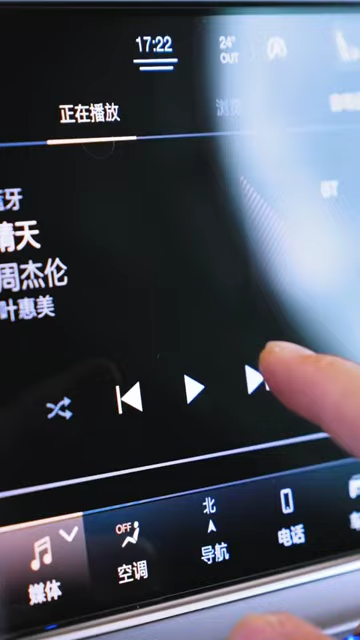 17:22
24°
OUT
正在播放
浏览
BT
蓝牙
晴天
周杰伦
叶惠美
OFF
北
媒体
空调
导航
电话